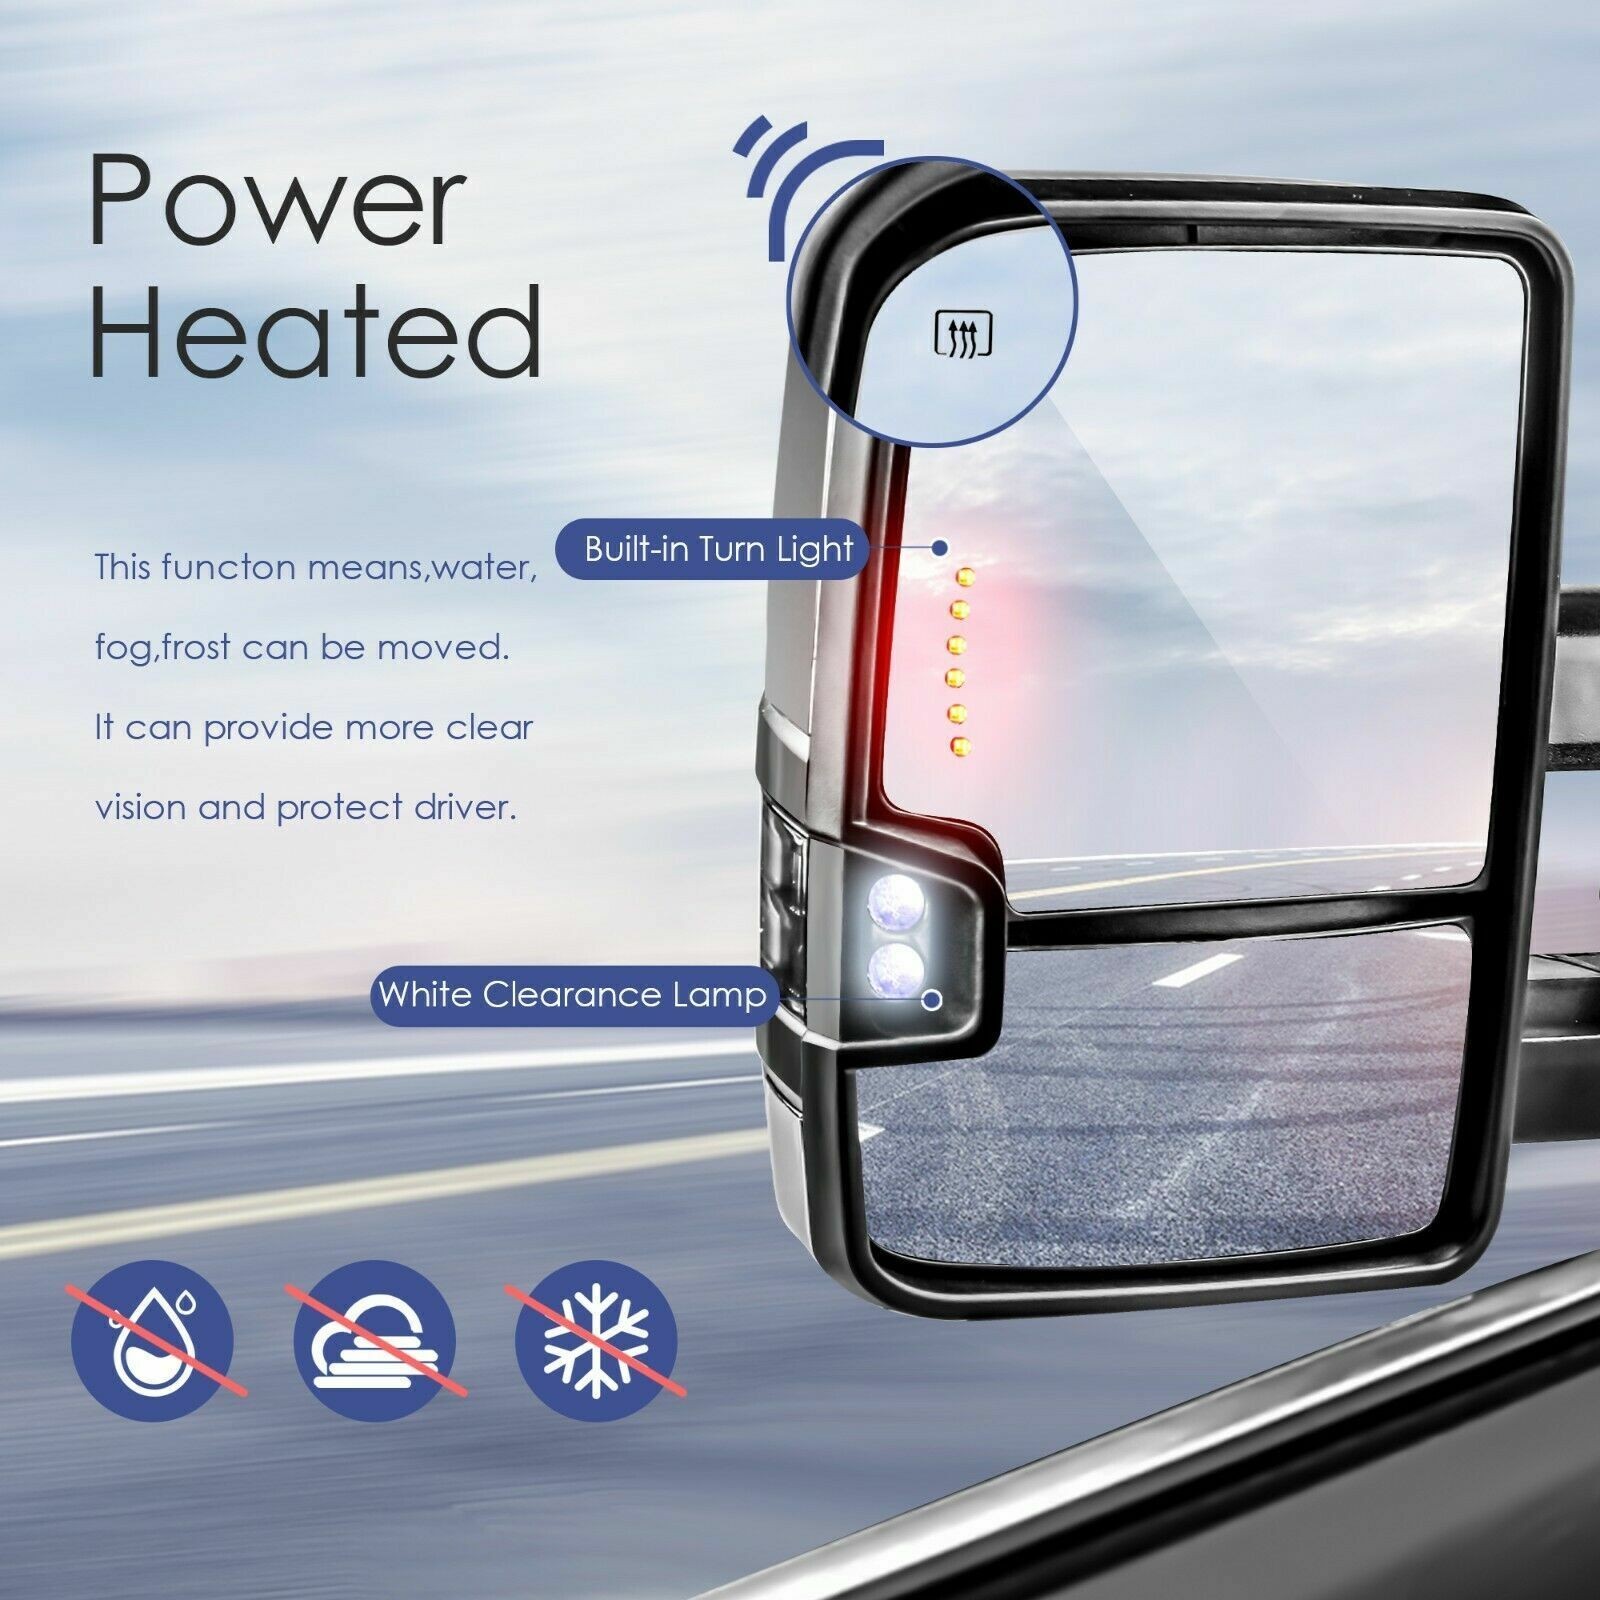 Power
Heated
This functon means,water,
fog,frost can be moved.
It can provide more clear
vision and protect driver.
Built-in Turn Light
White Clearance Lamp